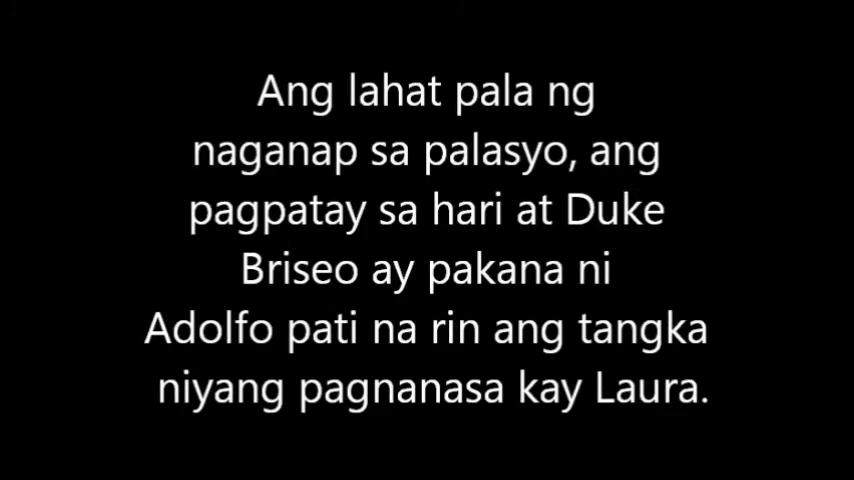 Ang lahat pala ng
naganap sa palasyo, ang
pagpatay sa hari at Duke
Briseo ay pakana ni
Adolfo pati na rin ang tangka
niyang pagnanasa kay Laura.